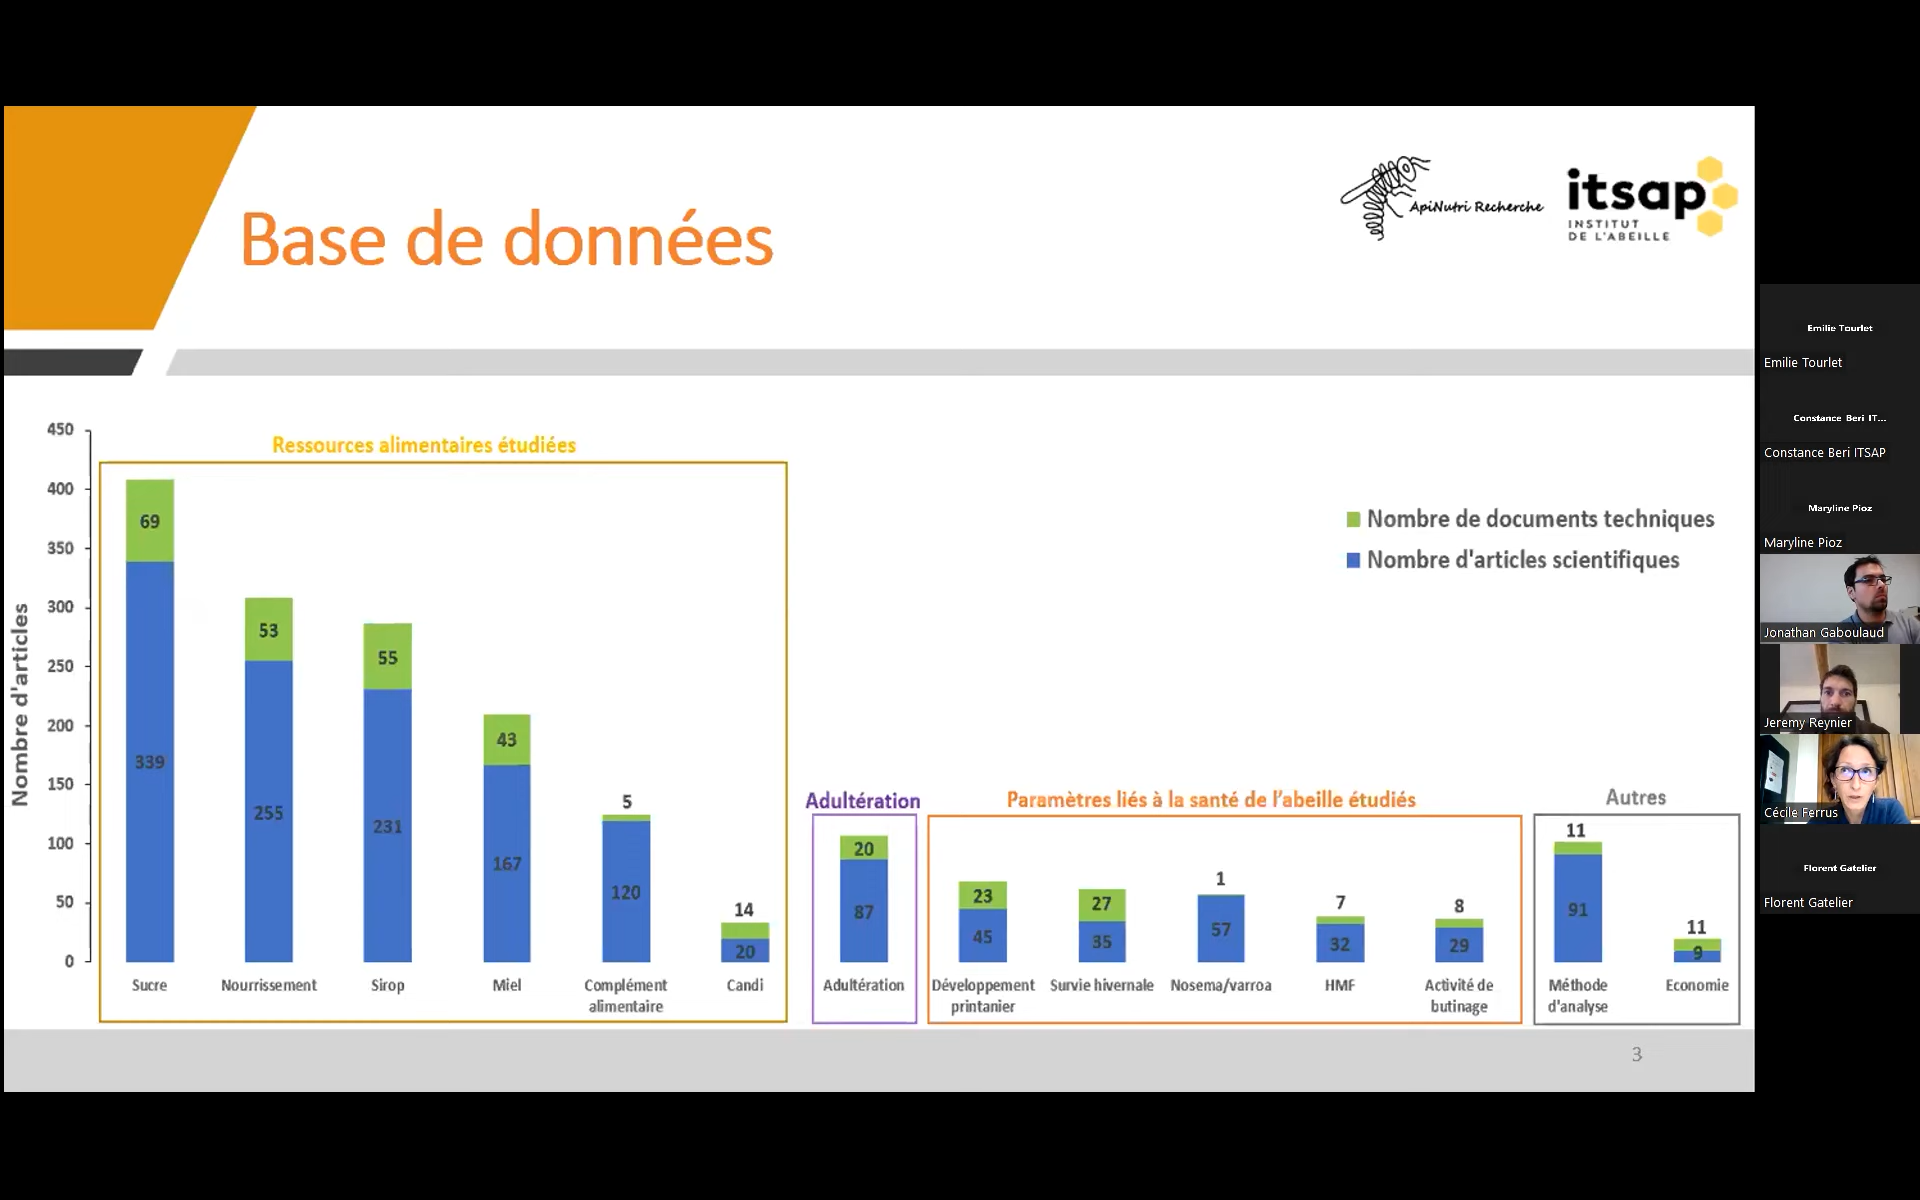 Base de données
ApiNutri Recherche
itsap
INSTITUT
DE L'ABEILLE
Nombre d'articles
450
400
350
300
250
200
150
100
50
0
Ressources alimentaires étudiées
69
339
53
255
55
231
43
167
5
120
14
20
Sucre
Nourrissement
Sirop
Miel
Complément
alimentaire
Candi
Nombre de documents techniques
Nombre d'articles scientifiques
Adultération
20
87
Adultération
Paramètres liés à la santé de l'abeille étudiés
23
45
27
35
1
57
7
32
8
29
Développement
printanier
Survie hivernale
Nosema/varroa
HMF
Activité de
butinage
Autres
11
91
11
9
Méthode
d'analyse
Economie
3
Emilie Tourlet
Emilie Tourlet
Constance Beri IT...
Constance Beri ITSAP
Maryline Pioz
Maryline Pioz
Jonathan Gaboulaud
Jeremy Reynier
Cécile Ferrus
Florent Gatelier
Florent Gatelier